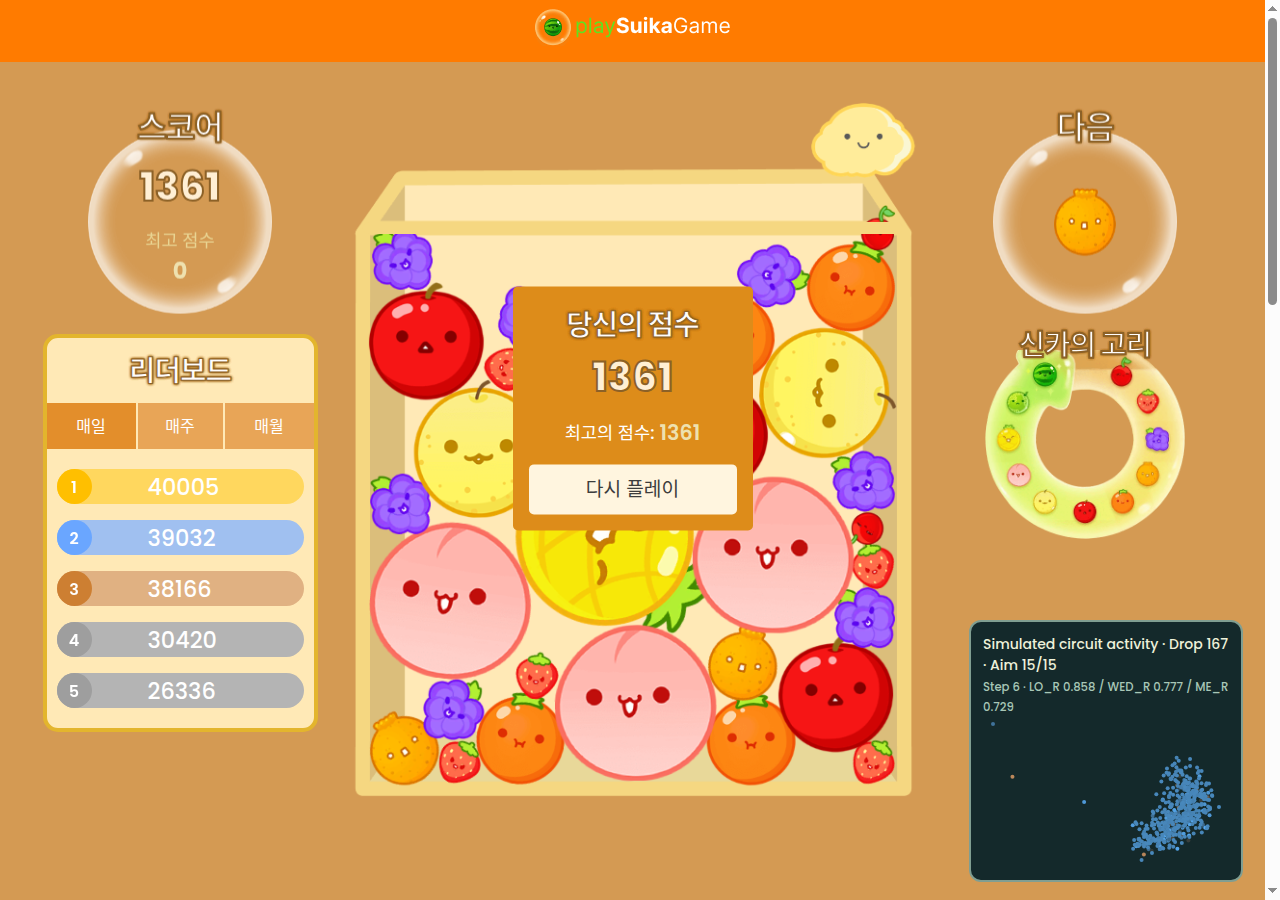 playSuikaGame
스코어
1361
최고 점수
0
리더보드
매일
매주
매월
1 40005
2 39032
3 38166
4 30420
5 26336
당신의 점수
1361
최고의 점수: 1361
다시 플레이
다음
신카의 고리
Simulated circuit activity · Drop 167
· Aim 15/15
Step 6 · LO_R 0.858 / WED_R 0.777 / ME_R
0.729